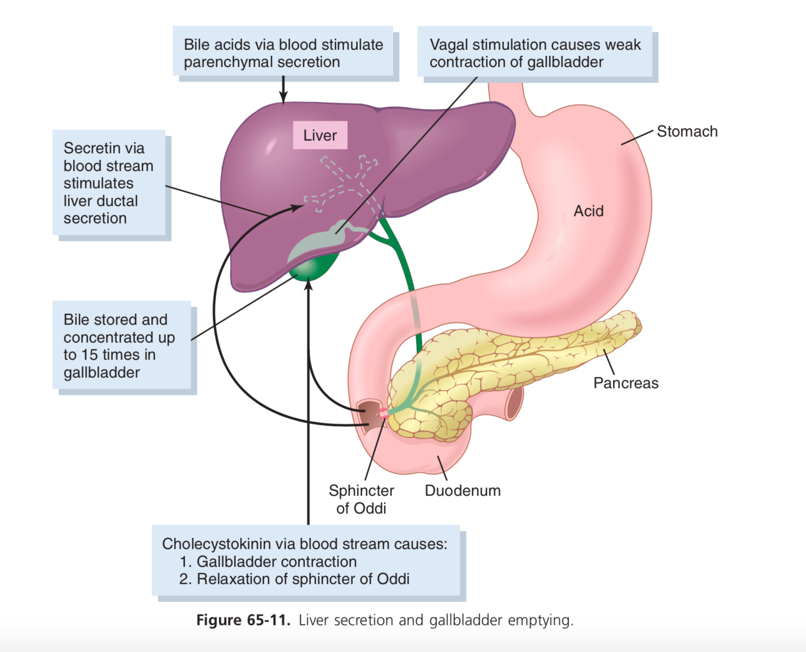 Bile acids via blood stimulate
parenchymal secretion
Vagal stimulation causes weak
contraction of gallbladder
Liver
Stomach
Secretin via
blood stream
stimulates
liver ductal
secretion
Acid
Bile stored and
concentrated up
to 15 times in
gallbladder
Pancreas
Sphincter
of Oddi
Duodenum
Cholecystokinin via blood stream causes:
1. Gallbladder contraction
2. Relaxation of sphincter of Oddi
Figure 65-11. Liver secretion and gallbladder emptying.